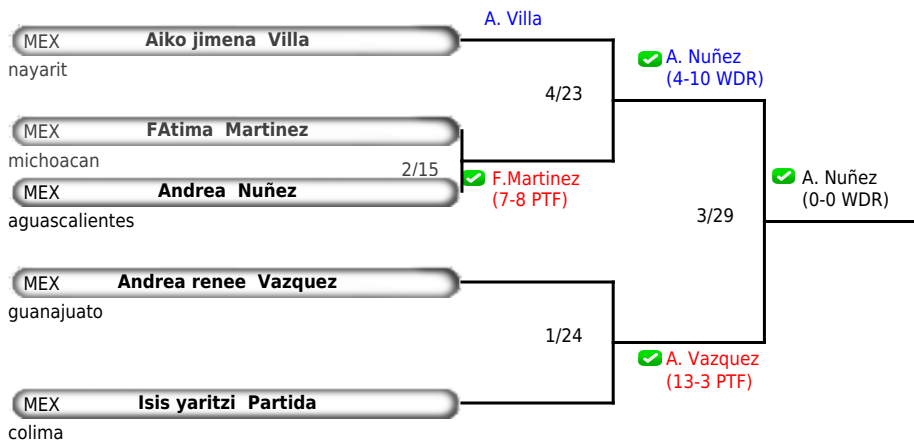 A. Villa
MEX Aiko jimena Villa
nayarit
A. Nuñez
(4-10 WDR)
4/23
MEX FAtima Martinez
michoacan
2/15
F.Martinez
(7-8 PTF)
MEX Andrea Nuñez
aguascalientes
A. Nuñez
(0-0 WDR)
3/29
MEX Andrea renee Vazquez
guanajuato
1/24
A. Vazquez
(13-3 PTF)
MEX Isis yaritzi Partida
colima